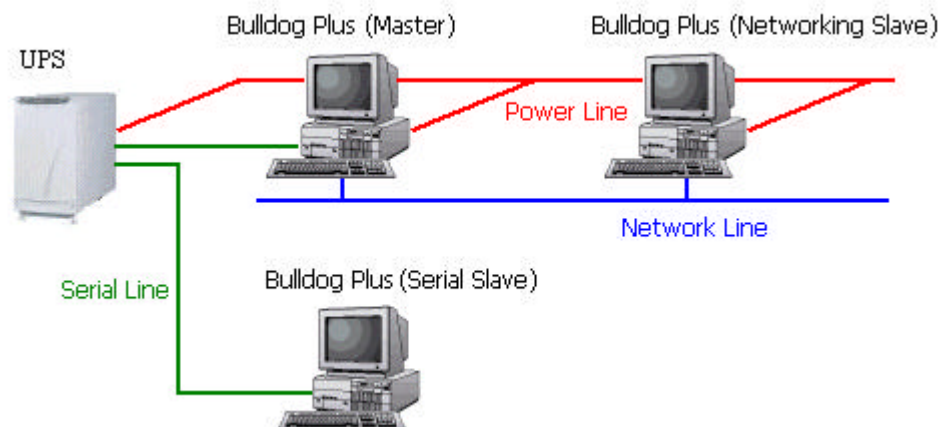 Bulldog Plus (Master)
Bulldog Plus (Networking Slave)
UPS
Power Line
Network Line
Serial Line
Bulldog Plus (Serial Slave)